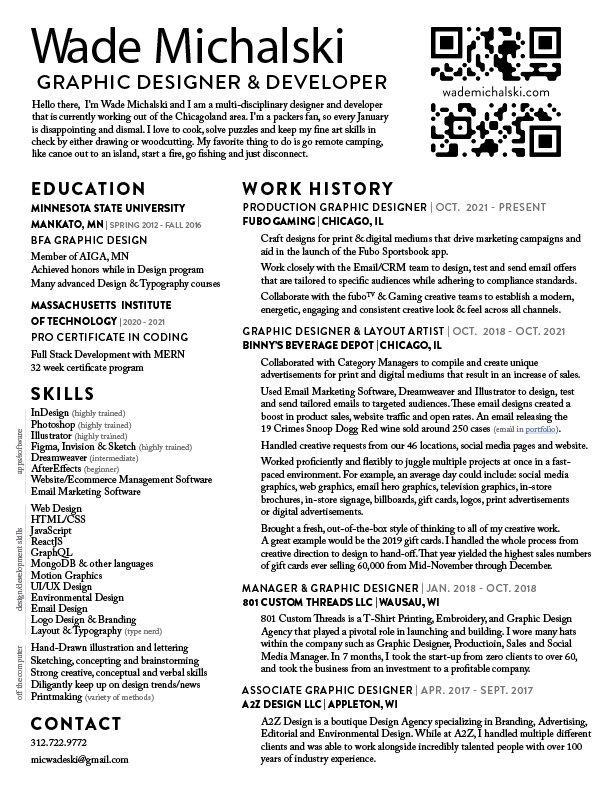 Wade Michalski
GRAPHIC DESIGNER & DEVELOPER
Hello there, I'm Wade Michalski and I am a multi-disciplinary designer and developer
that is currently working out of the Chicagoland area. I'm a packers fan, so every January
is disappointing and dismal. I love to cook, solve puzzles and keep my fine art skills in
check by either drawing or woodcutting. My favorite thing to do is go remote camping,
like canoe out to an island, start a fire, go fishing and just disconnect.
wademichalski.com
EDUCATION
MINNESOTA STATE UNIVERSITY
MANKATO, MN | SPRING 2012 - FALL 2016
BFA GRAPHIC DESIGN
Member of AIGA, MN
Achieved honors while in Design program
Many advanced Design & Typography courses
MASSACHUSETTS INSTITUTE
OF TECHNOLOGY | 2020 - 2021
PRO CERTIFICATE IN CODING
Full Stack Development with MERN
32 week certificate program
SKILLS
apps/software
InDesign (highly trained)
Photoshop (highly trained)
Illustrator (highly trained)
Figma, Invision & Sketch (highly trained)
Dreamweaver (intermediate)
AfterEffects (beginner)
Website/Ecommerce Management Software
Email Marketing Software
design/development skills
Web Design
HTML/CSS
JavaScript
ReactJS
GraphQL
MongoDB & other languages
Motion Graphics
UI/UX Design
Environmental Design
Email Design
Logo Design & Branding
Layout & Typography (type nerd)
off the computer
Hand-Drawn illustration and lettering
Sketching, concepting and brainstorming
Strong creative, conceptual and verbal skills
Diligantly keep up on design trends/news
Printmaking (variety of methods)
CONTACT
312.722.9772
micwadeski@gmail.com
WORK HISTORY
PRODUCTION GRAPHIC DESIGNER | OCT. 2021 - PRESENT
FUBO GAMING | CHICAGO, IL
Craft designs for print & digital mediums that drive marketing campaigns and
aid in the launch of the Fubo Sportsbook app.
Work closely with the Email/CRM team to design, test and send email offers
that are tailored to specific audiences while adhering to compliance standards.
Collaborate with the fubo™ & Gaming creative teams to establish a modern,
energetic, engaging and consistent creative look & feel across all channels.
GRAPHIC DESIGNER & LAYOUT ARTIST | OCT. 2018 - OCT. 2021
BINNY'S BEVERAGE DEPOT | CHICAGO, IL
Collaborated with Category Managers to compile and create unique
advertisements for print and digital mediums that result in an increase of sales.
Used Email Marketing Software, Dreamweaver and Illustrator to design, test
and send tailored emails to targeted audiences. These email designs created a
boost in product sales, website traffic and open rates. An email releasing the
19 Crimes Snoop Dogg Red wine sold around 250 cases (email in portfolio).
Handled creative requests from our 46 locations, social media pages and website.
Worked proficiently and flexibly to juggle multiple projects at once in a fast-
paced environment. For example, an average day could include: social media
graphics, web graphics, email hero graphics, television graphics, in-store
brochures, in-store signage, billboards, gift cards, logos, print advertisements
or digital advertisements.
Brought a fresh, out-of-the-box style of thinking to all of my creative work.
A great example would be the 2019 gift cards. I handled the whole process from
creative direction to design to hand-off. That year yielded the highest sales numbers
of gift cards ever selling 60,000 from Mid-November through December.
MANAGER & GRAPHIC DESIGNER | JAN. 2018 - OCT. 2018
801 CUSTOM THREADS LLC | WAUSAU, WI
801 Custom Threads is a T-Shirt Printing, Embroidery, and Graphic Design
Agency that played a pivotal role in launching and building. I wore many hats
within the company such as Graphic Designer, Productioin, Sales and Social
Media Manager. In 7 months, I took the start-up from zero clients to over 60,
and took the business from an investment to a profitable company.
ASSOCIATE GRAPHIC DESIGNER | APR. 2017 - SEPT. 2017
A2Z DESIGN LLC | APPLETON, WI
A2Z Design is a boutique Design Agency specializing in Branding, Advertising,
Editorial and Environmental Design. While at A2Z, I handled multiple different
clients and was able to work alongside incredibly talented people with over 100
years of industry experience.